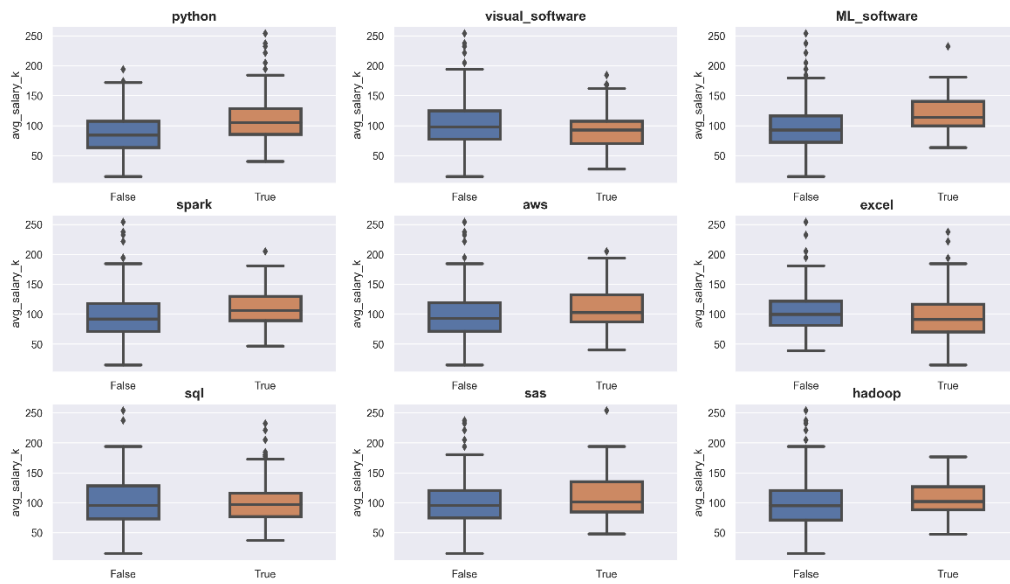 python
250
200
150
100
50
avg_salary_k
False
True
visual_software
250
200
150
100
50
avg_salary_k
False
True
ML_software
250
200
150
100
50
avg_salary_k
False
True
spark
250
200
150
100
50
avg_salary_k
False
True
aws
250
200
150
100
50
avg_salary_k
False
True
excel
250
200
150
100
50
avg_salary_k
False
True
sql
250
200
150
100
50
avg_salary_k
False
True
sas
250
200
150
100
50
avg_salary_k
False
True
hadoop
250
200
150
100
50
avg_salary_k
False
True